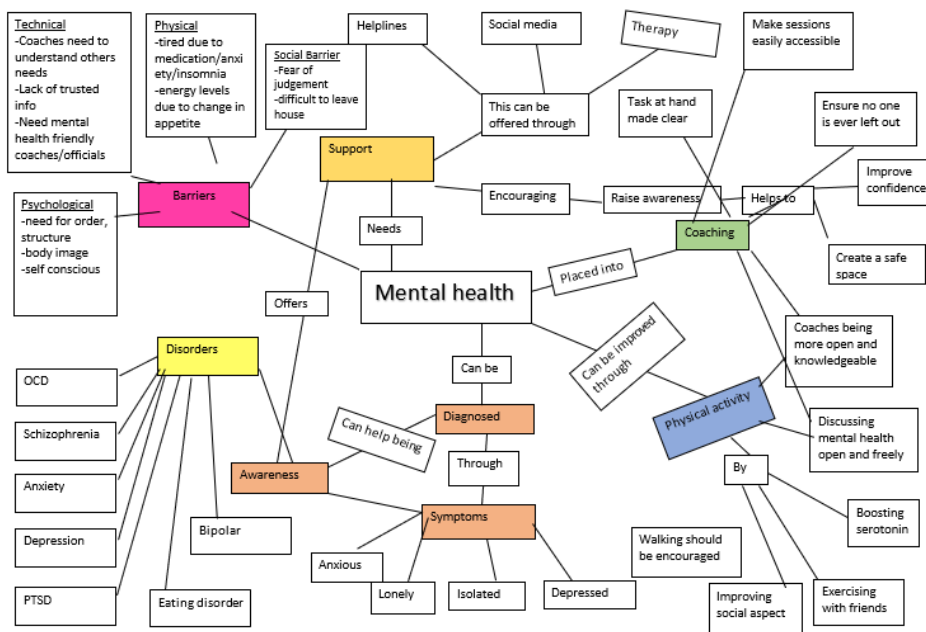 Technical
-Coaches need to
understand others
needs
-Lack of trusted
info
-Need mental
health friendly
coaches/officials
Physical
-tired due to
medication/anxi
ety/insomnia
-energy levels
due to change in
appetite
Social Barrier
-Fear of
judgement
-difficult to leave
house
Helplines
Social media
Therapy
Make sessions
easily accessible
This can be
offered through
Task at hand
made clear
Ensure no one
is ever left out
Support
Barriers
Encouraging
Raise awareness
Helps to
Improve
confidence
Psychological
-need for order,
structure
-body image
-self conscious
Needs
Coaching
Create a safe
space
Placed into
Mental health
Offers
Disorders
Can be
Can be improved
through
Coaches being
more open and
knowledgeable
OCD
Schizophrenia
Anxiety
Depression
PTSD
Eating disorder
Bipolar
Can help being
Diagnosed
Physical activity
Discussing
mental health
open and freely
Awareness
Through
By
Symptoms
Boosting
serotonin
Anxious
Lonely
Isolated
Depressed
Walking should
be encouraged
Improving
social aspect
Exercising
with friends